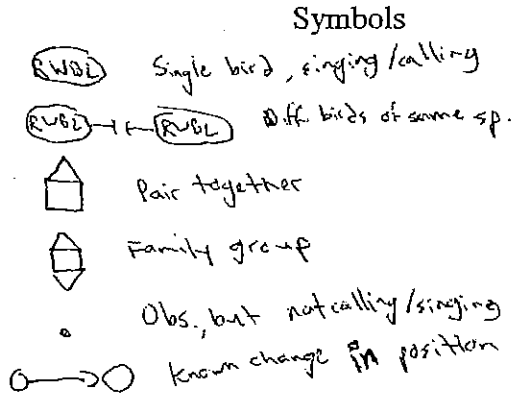 Symbols
RWBL Single bird, singing/calling
RWBL RWBL Diff. birds of same sp.
Pair together
Family group
Obs., but not calling/singing
known change in position